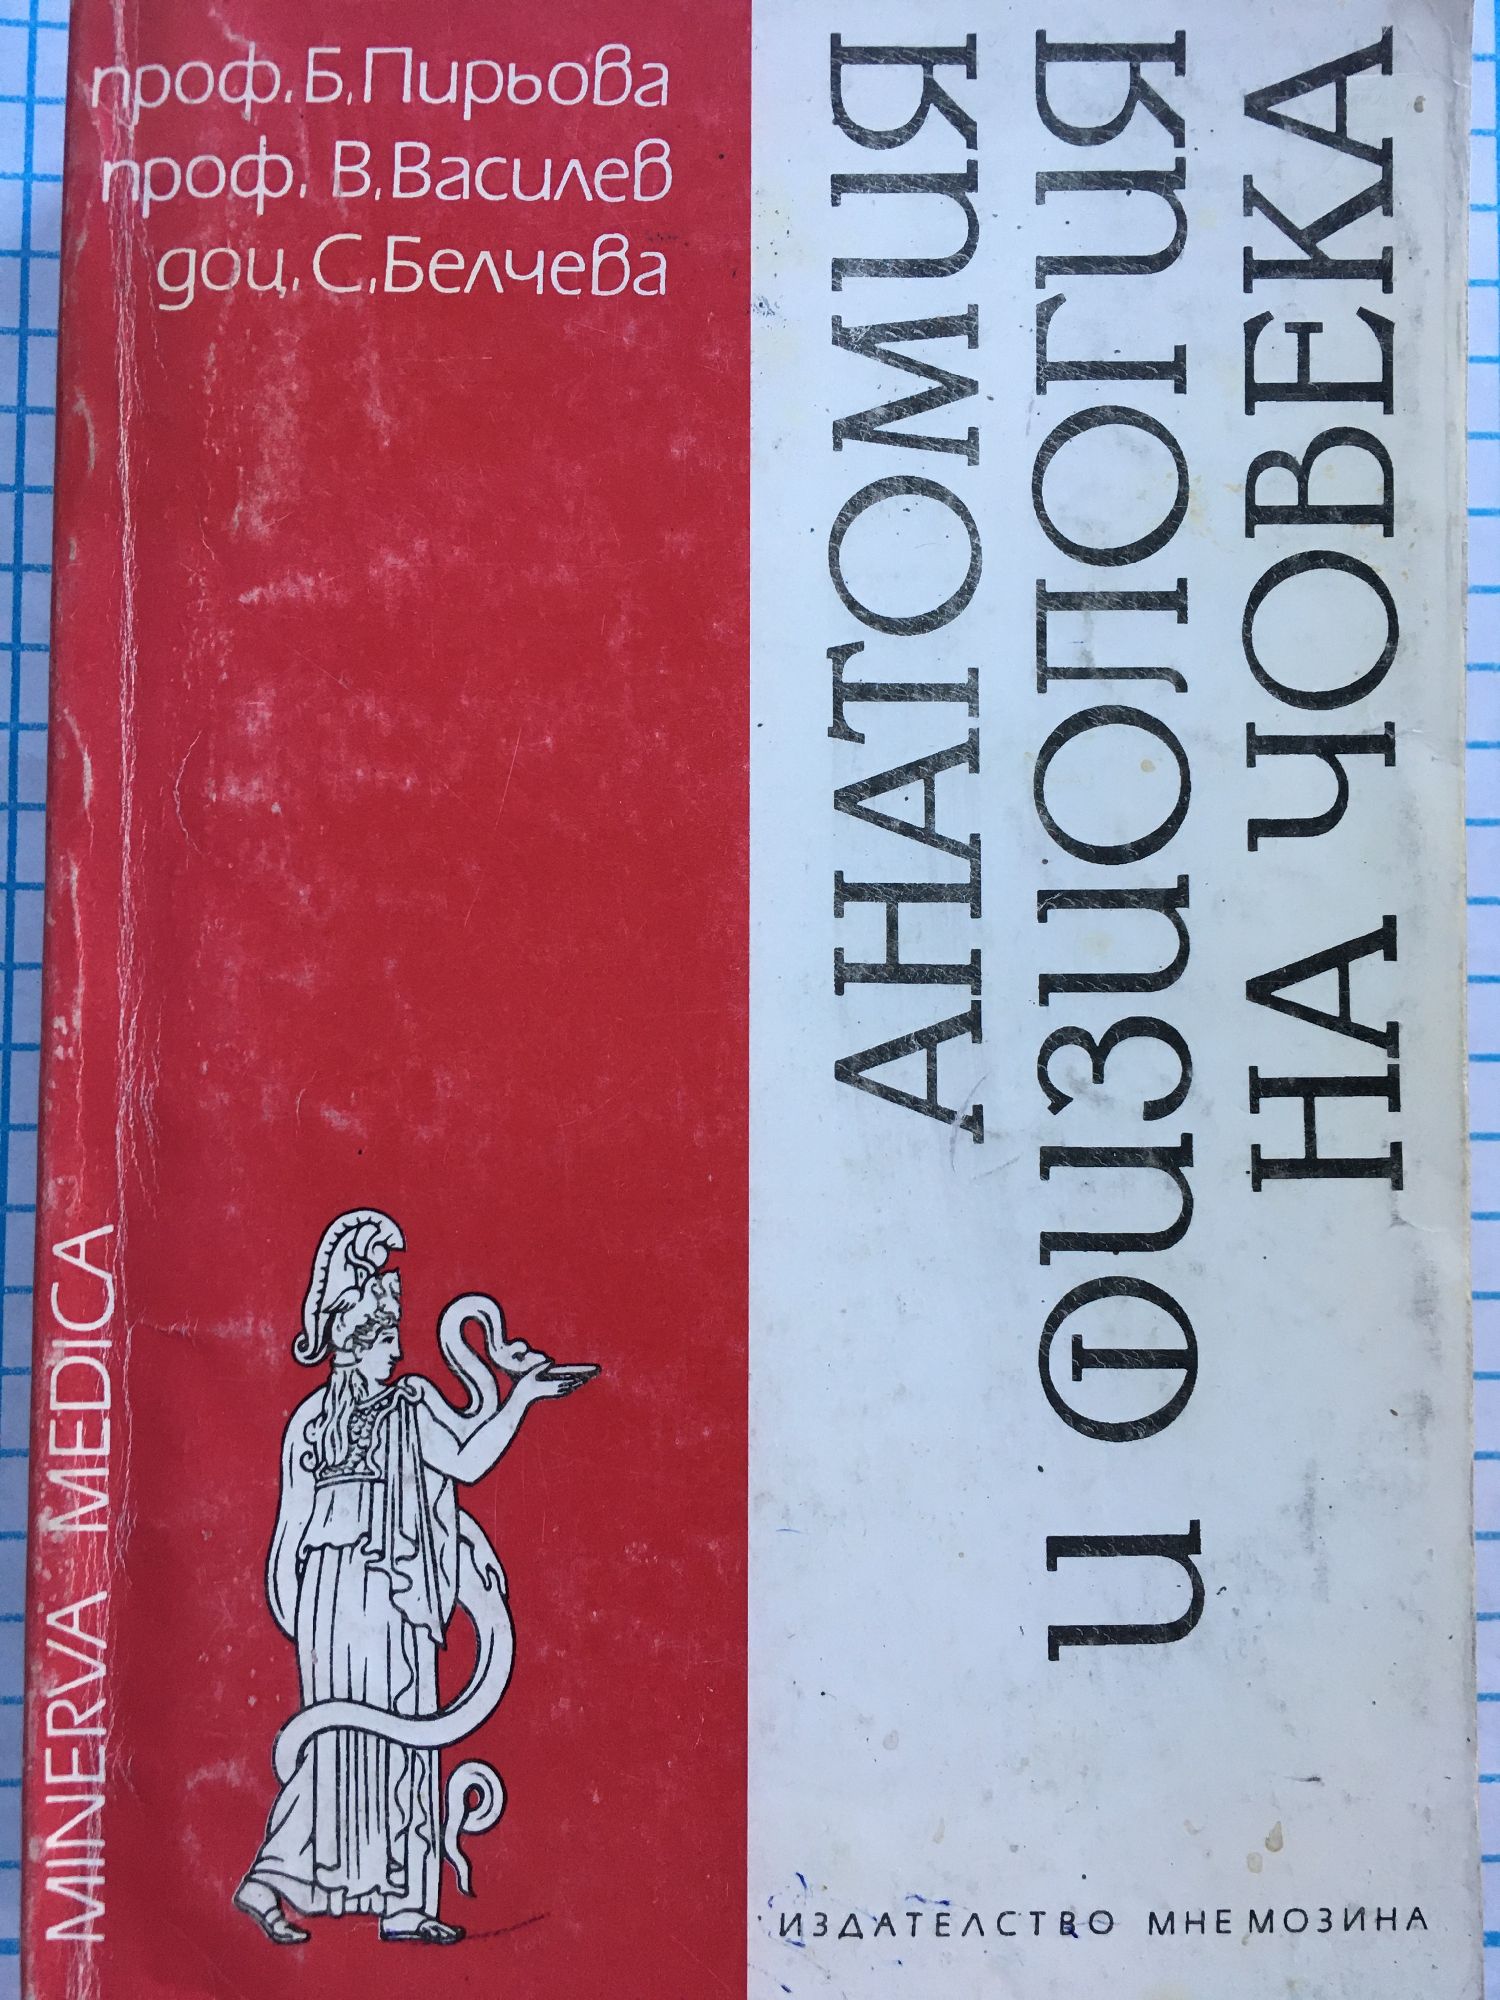 проф. Б. Пирьова
проф. В. Василев
доц. С. Белчева
АНАТОМИЯ
И ФИЗИОЛОГИЯ
НА ЧОВЕКА
MINERVA MEDICA
ИЗДАТЕЛСТВО МНЕМОЗИНА